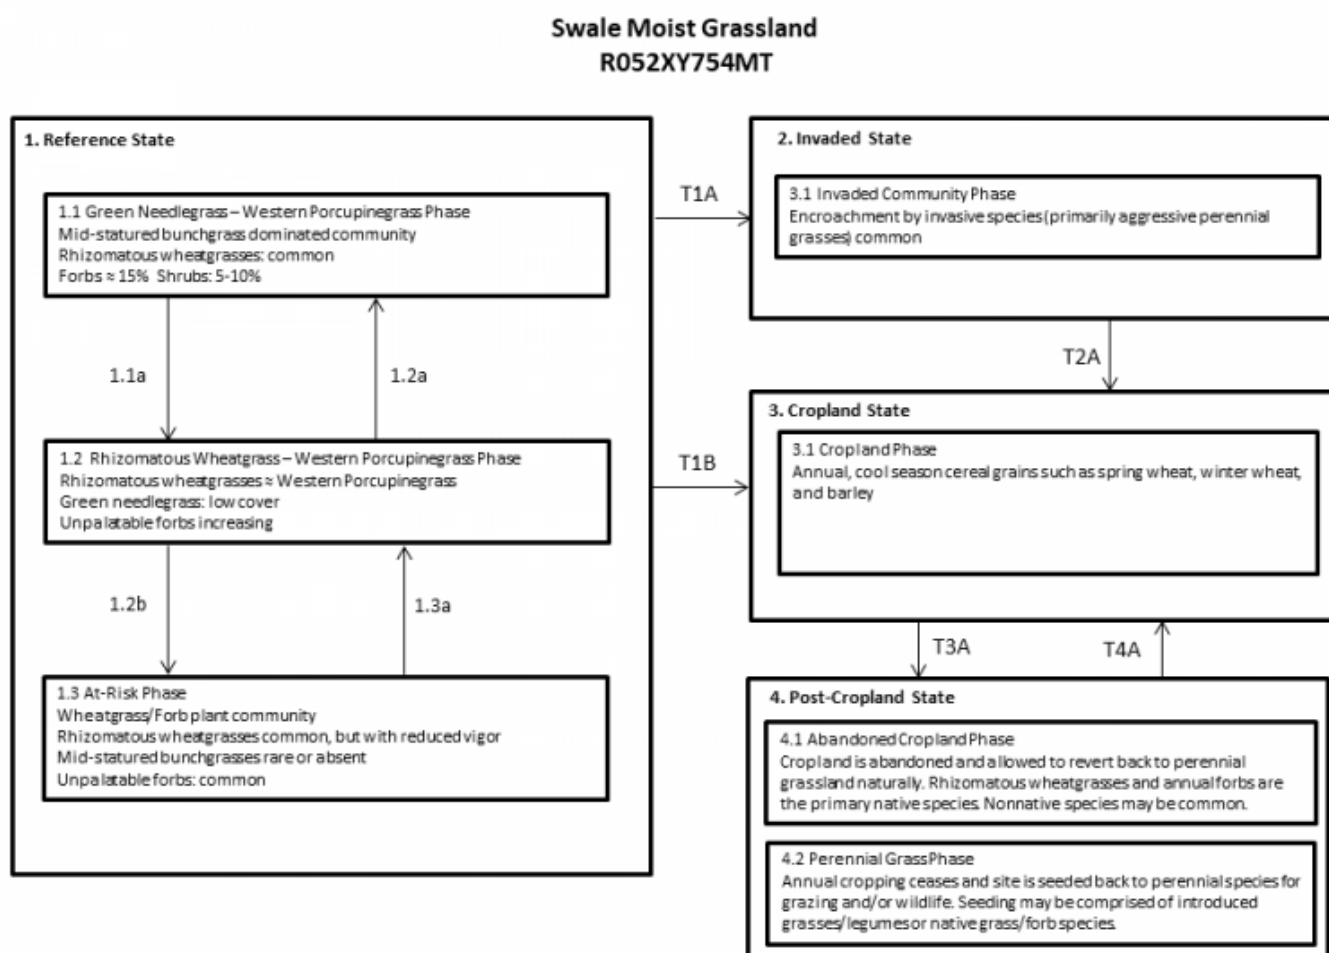 Swale Moist Grassland
R052XY754MT
1. Reference State
1.1 Green Needlegrass – Western Porcupinegrass Phase
Mid-statured bunchgrass dominated community
Rhizomatous wheatgrasses: common
Forbs ≈ 15% Shrubs: 5-10%
1.1a
1.2a
1.2 Rhizomatous Wheatgrass – Western Porcupinegrass Phase
Rhizomatous wheatgrasses ≈ Western Porcupinegrass
Green needlegrass: low cover
Unpalatable forbs increasing
1.2b
1.3a
1.3 At-Risk Phase
Wheatgrass/Forb plant community
Rhizomatous wheatgrasses common, but with reduced vigor
Mid-statured bunchgrasses rare or absent
Unpalatable forbs: common
T1A
T1B
2. Invaded State
3.1 Invaded Community Phase
Encroachment by invasive species (primarily aggressive perennial
grasses) common
T2A
3. Cropland State
3.1 Cropland Phase
Annual, cool season cereal grains such as spring wheat, winter wheat,
and barley
T3A
T4A
4. Post-Cropland State
4.1 Abandoned Cropland Phase
Cropland is abandoned and allowed to revert back to perennial
grassland naturally. Rhizomatous wheatgrasses and annual forbs are
the primary native species. Nonnative species may be common.
4.2 Perennial Grass Phase
Annual cropping ceases and site is seeded back to perennial species for
grazing and/or wildlife. Seeding may be comprised of introduced
grasses/legumes or native grass/forb species.